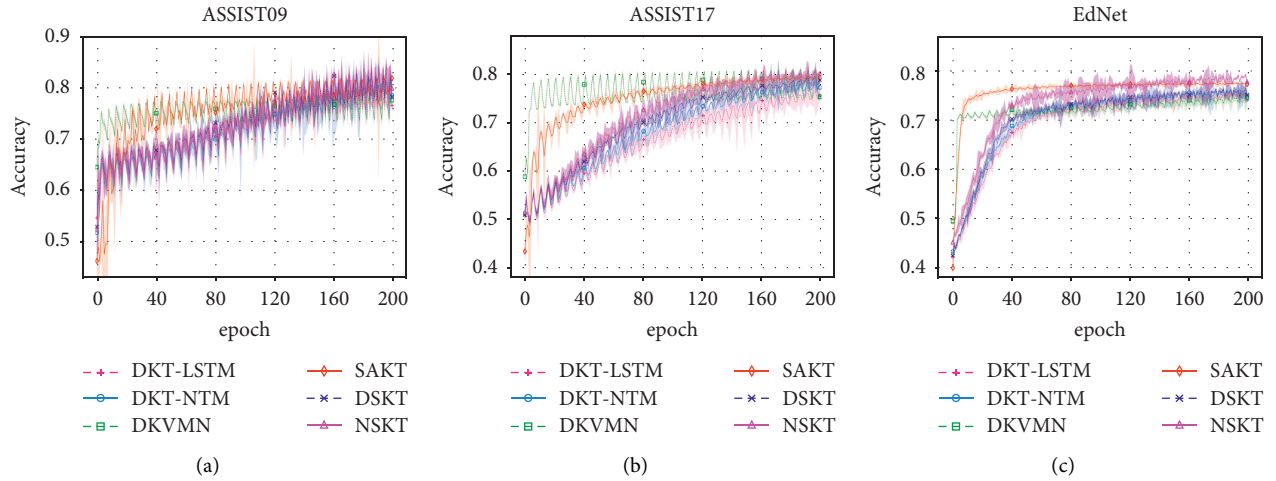 ASSIST09
Accuracy
0.9
0.8
0.7
0.6
0.5
0 40 80 120 160 200
epoch
DKT-LSTM SAKT
DKT-NTM DSKT
DKVMN NSKT
(a)
ASSIST17
Accuracy
0.8
0.7
0.6
0.5
0.4
0 40 80 120 160 200
epoch
DKT-LSTM SAKT
DKT-NTM DSKT
DKVMN NSKT
(b)
EdNet
Accuracy
0.8
0.7
0.6
0.5
0.4
0 40 80 120 160 200
epoch
DKT-LSTM SAKT
DKT-NTM DSKT
DKVMN NSKT
(c)